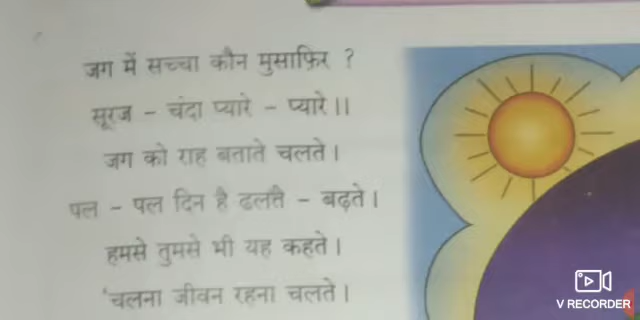 जग में सच्चा कौन मुसाफ़िर ?
सूरज - चंदा प्यारे - प्यारे।।
जग को राह बताते चलते।
पल - पल दिन है ढलते - बढ़ते।
हमसे तुमसे भी यह कहते।
'चलना जीवन रहना चलते।
V RECORDER